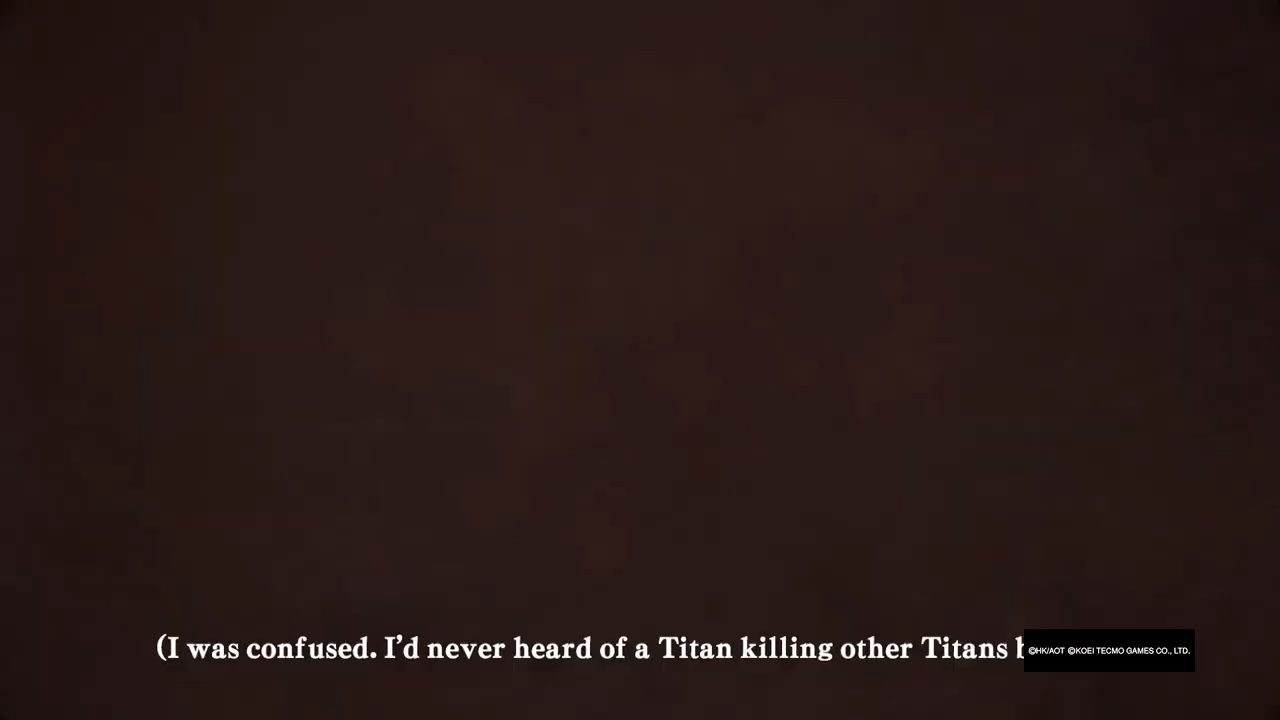 (I was confused. I’d never heard of a Titan killing other Titans
©HK/AOT ©KOEI TECMO GAMES CO., LTD.